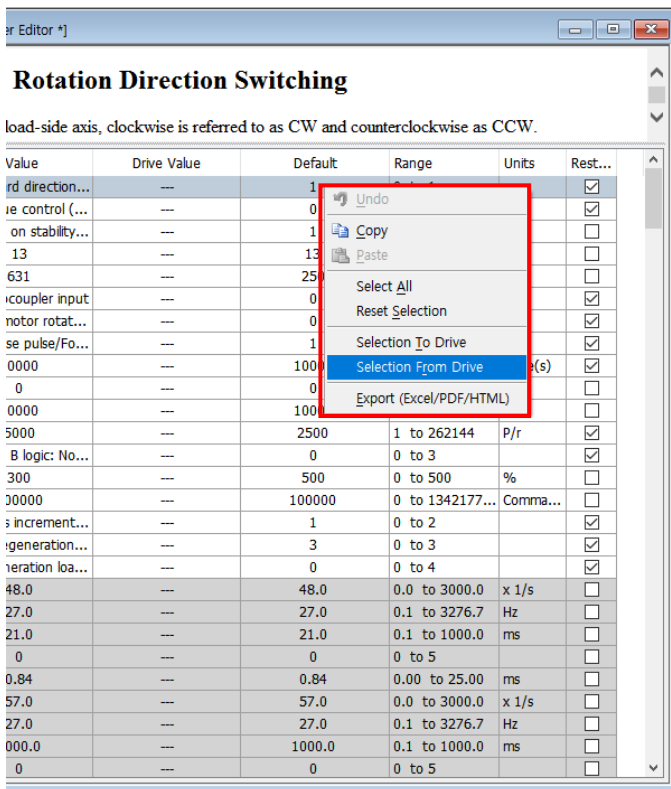 er Editor *]
Rotation Direction Switching
load-side axis, clockwise is referred to as CW and counterclockwise as CCW.
Value Drive Value Default Range Units Rest...
rd direction... --- 1
ue control (... --- 0
on stability... --- 1
13 --- 13
631 --- 250
ocoupler input --- 0
motor rotat... --- 0
se pulse/Fo... --- 1
0000 --- 1000 e(s)
0 --- 0
0000 --- 1000
5000 --- 2500 1 to 262144 P/r
B logic: No... --- 0 0 to 3
300 --- 500 0 to 500 %
00000 --- 100000 0 to 1342177... Comma...
s increment... --- 1 0 to 2
egeneration... --- 3 0 to 3
neration loa... --- 0 0 to 4
48.0 --- 48.0 0.0 to 3000.0 x 1/s
27.0 --- 27.0 0.1 to 3276.7 Hz
21.0 --- 21.0 0.1 to 1000.0 ms
0 --- 0 0 to 5
0.84 --- 0.84 0.00 to 25.00 ms
57.0 --- 57.0 0.0 to 3000.0 x 1/s
27.0 --- 27.0 0.1 to 3276.7 Hz
000.0 --- 1000.0 0.1 to 1000.0 ms
0 --- 0 0 to 5
Undo
Copy
Paste
Select All
Reset Selection
Selection To Drive
Selection From Drive
Export (Excel/PDF/HTML)